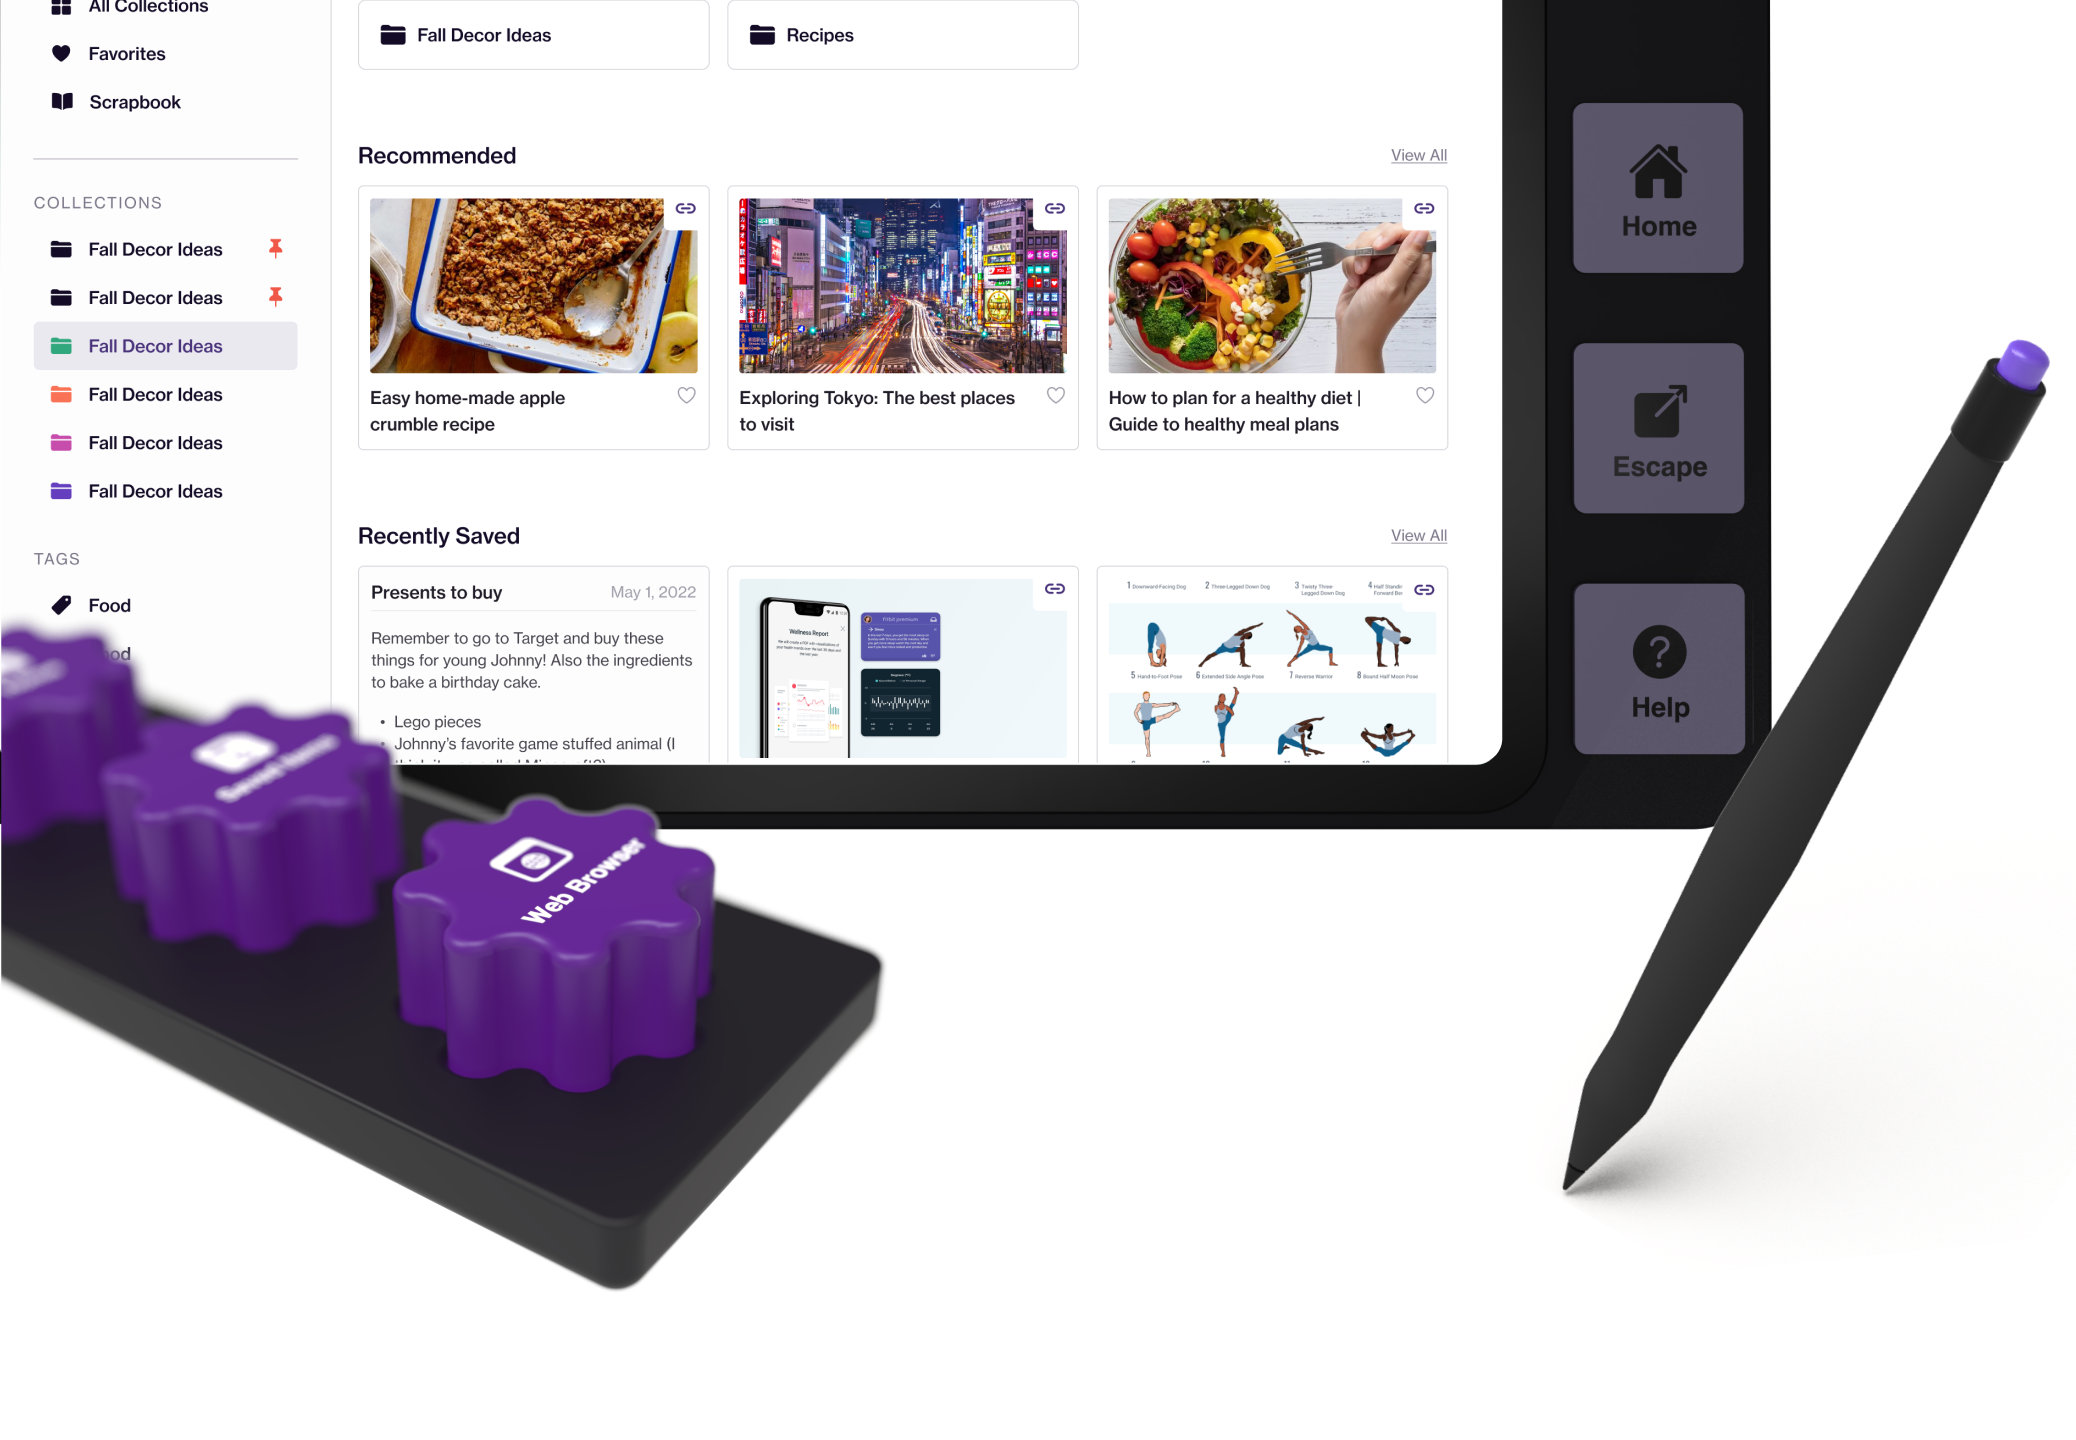 All Collections
Favorites
Scrapbook
COLLECTIONS
Fall Decor Ideas
Fall Decor Ideas
Fall Decor Ideas
Fall Decor Ideas
Fall Decor Ideas
Fall Decor Ideas
TAGS
Food
Fall Decor Ideas
Recipes
Recommended
View All
Easy home-made apple
crumble recipe
Exploring Tokyo: The best places
to visit
How to plan for a healthy diet |
Guide to healthy meal plans
Recently Saved
View All
Presents to buy
May 1, 2022
Remember to go to Target and buy these
things for young Johnny! Also the ingredients
to bake a birthday cake.
• Lego pieces
• Johnny's favorite game stuffed animal (I
Wellness Report
fitbit premium
1 Downward-Facing Dog
2 Three-Legged Down Dog
3 Twisty Three-
Legged Down Dog
4 Half Standing
Forward Ben
5 Hand-to-Foot Pose
6 Extended Side Angle Pose
7 Reverse Warrior
8 Bound Half Moon Pose
Home
Escape
Help
Web Browser